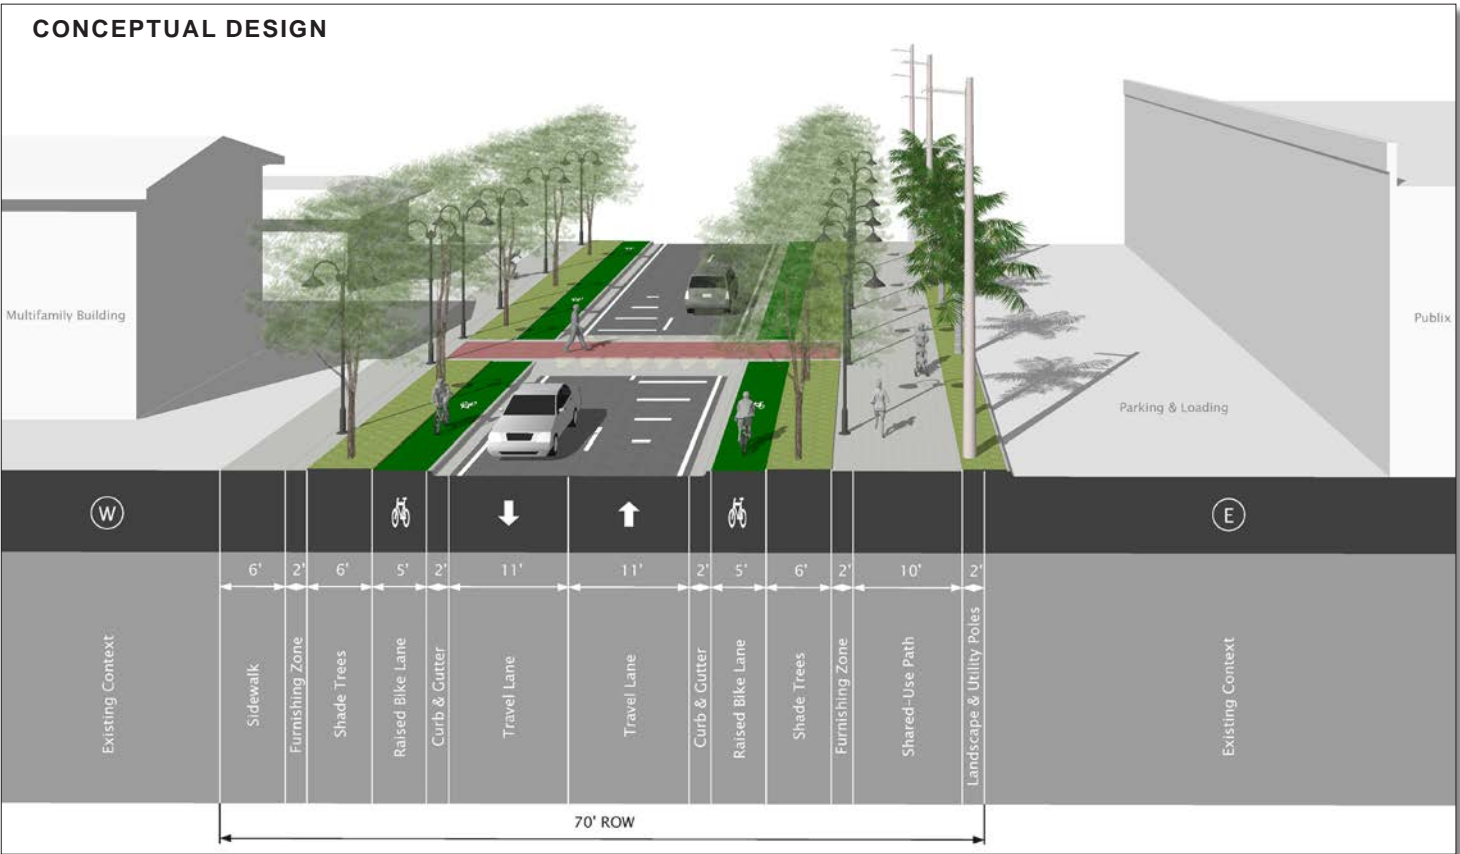 CONCEPTUAL DESIGN
Multifamily Building
Publix
Parking & Loading
W
E
6' 2' 6' 5' 2' 11' 11' 2' 5' 6' 2' 10' 2'
Existing Context
Sidewalk
Furnishing Zone
Shade Trees
Raised Bike Lane
Curb & Gutter
Travel Lane
Travel Lane
Curb & Gutter
Raised Bike Lane
Shade Trees
Furnishing Zone
Shared-Use Path
Landscape & Utility Poles
Existing Context
70' ROW